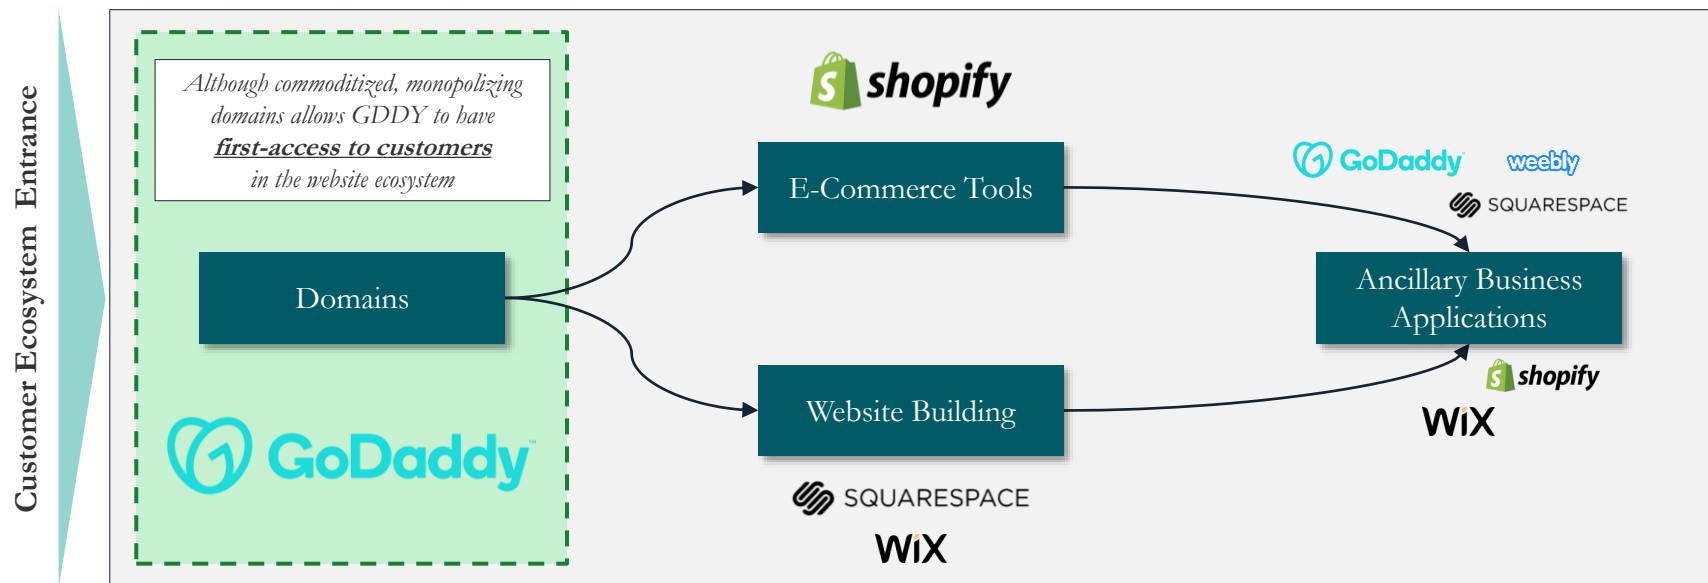 Customer Ecosystem Entrance
Although commoditized, monopolizing
domains allows GDDY to have
first-access to customers
in the website ecosystem
Domains
GoDaddy™
shopify
E-Commerce Tools
Website Building
SQUARESPACE
WiX
GoDaddy
weebly
SQUARESPACE
Ancillary Business
Applications
shopify
WiX